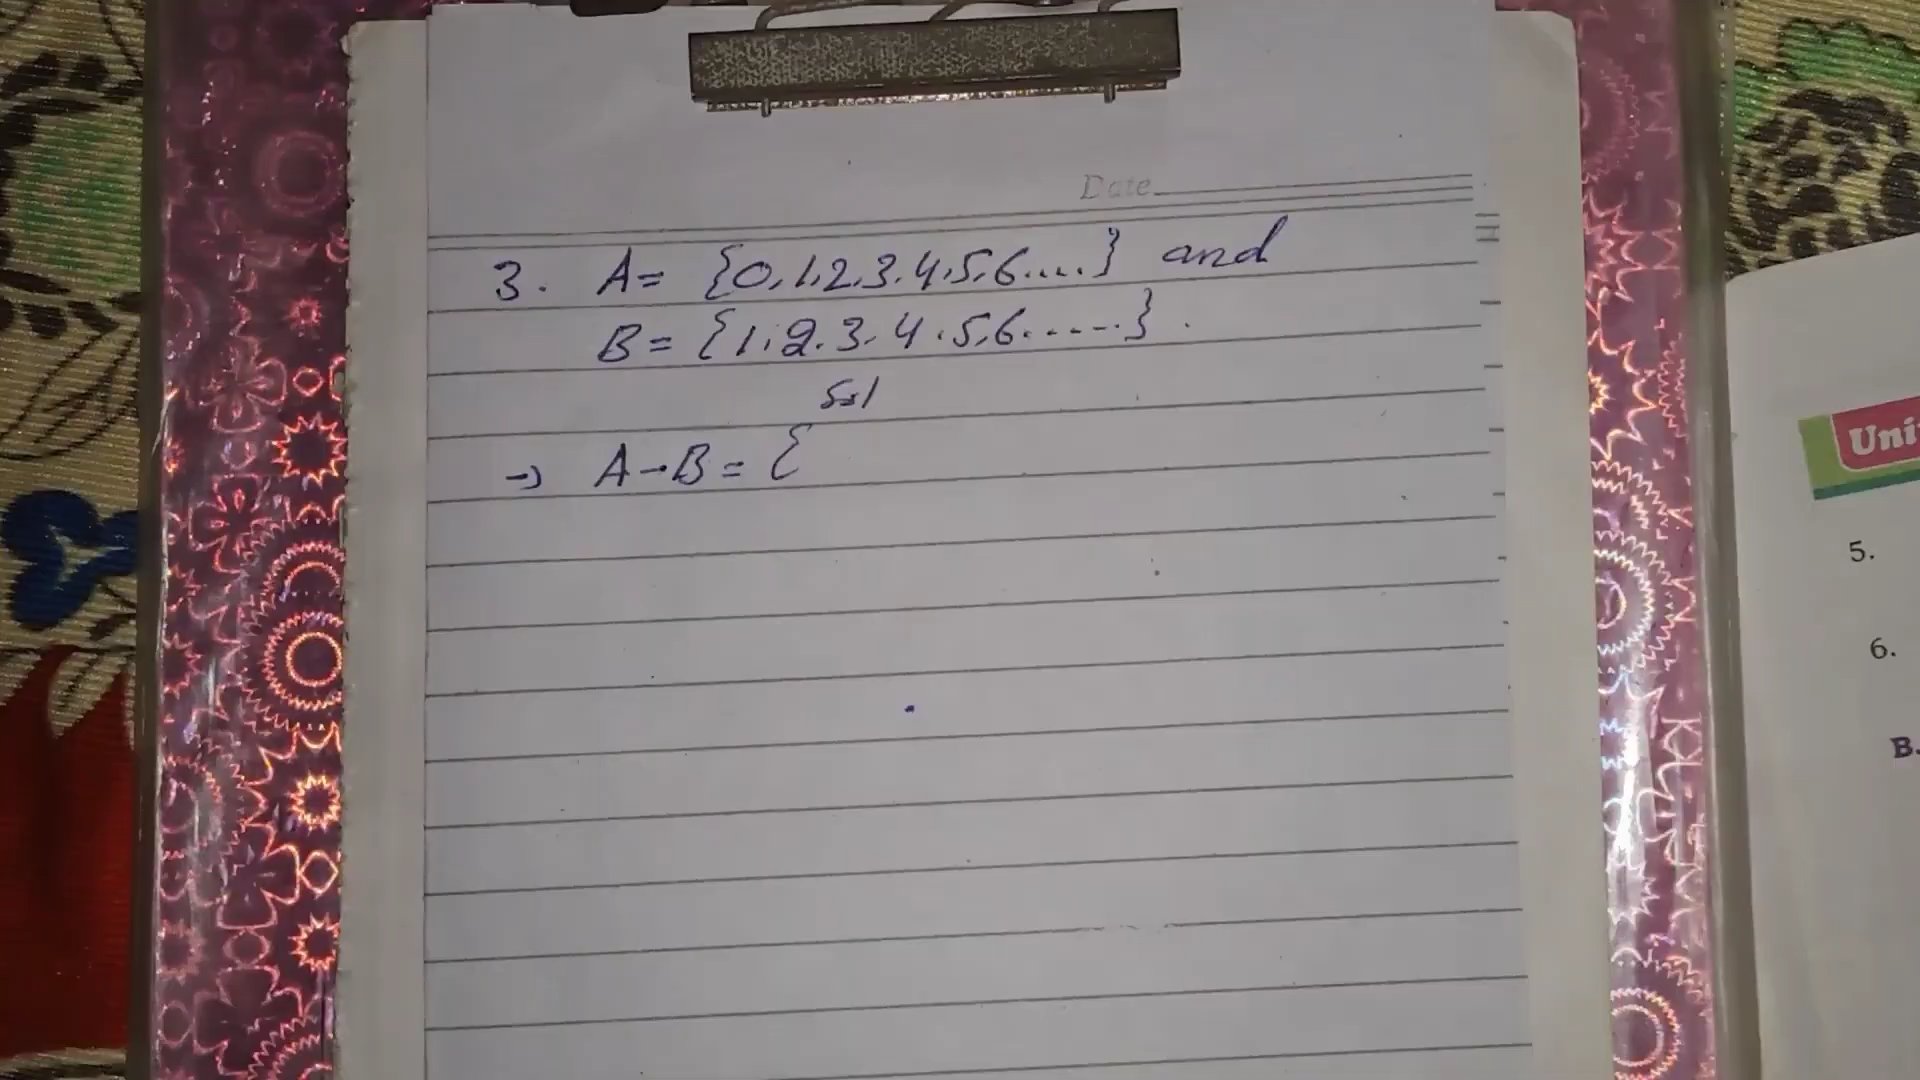 Date
3. A= {0,1,2,3,4,5,6....} and
B= {1,2,3,4,5,6......}.
Sol
→ A-B= {
Uni
5.
6.
B.